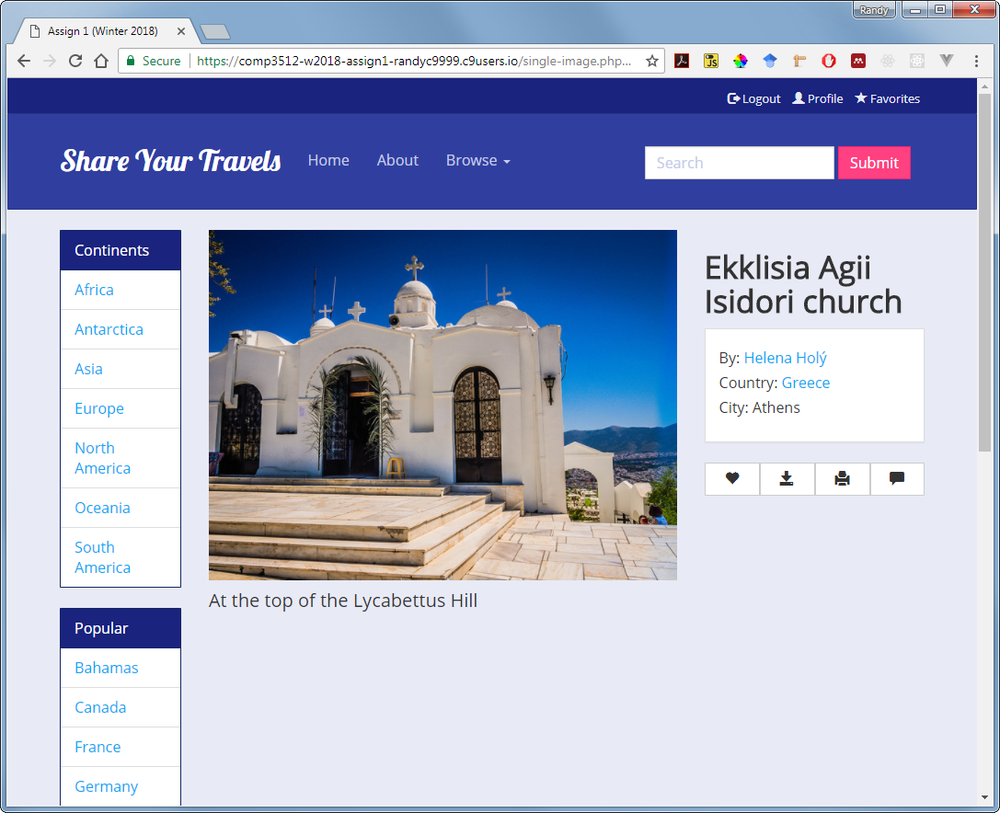 Randy
Assign 1 (Winter 2018)
Secure https://comp3512-w2018-assign1-randyc9999.c9users.io/single-image.php...
JS
Logout Profile Favorites
Share Your Travels Home About Browse Search Submit
Continents
Africa
Antarctica
Asia
Europe
North
America
Oceania
South
America
Popular
Bahamas
Canada
France
Germany
At the top of the Lycabettus Hill
Ekklisia Agii
Isidori church
By: Helena Holý
Country: Greece
City: Athens